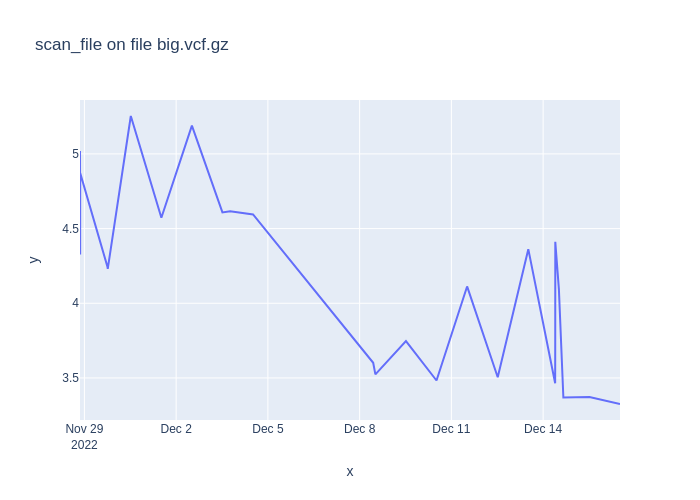 scan_file on file big.vcf.gz
y
5
4.5
4
3.5
Nov 29
2022
Dec 2
Dec 5
Dec 8
Dec 11
Dec 14
x